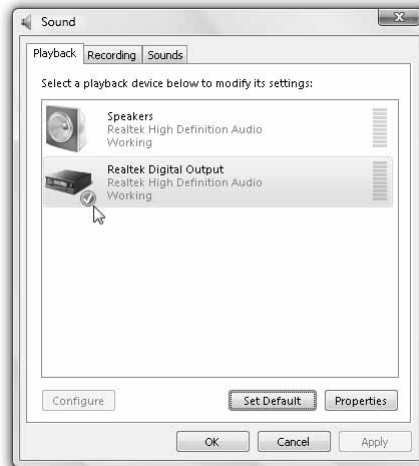 Sound
Playback Recording Sounds
Select a playback device below to modify its settings:
Speakers
Realtek High Definition Audio
Working
Realtek Digital Output
Realtek High Definition Audio
Working
Configure Set Default Properties
OK Cancel Apply